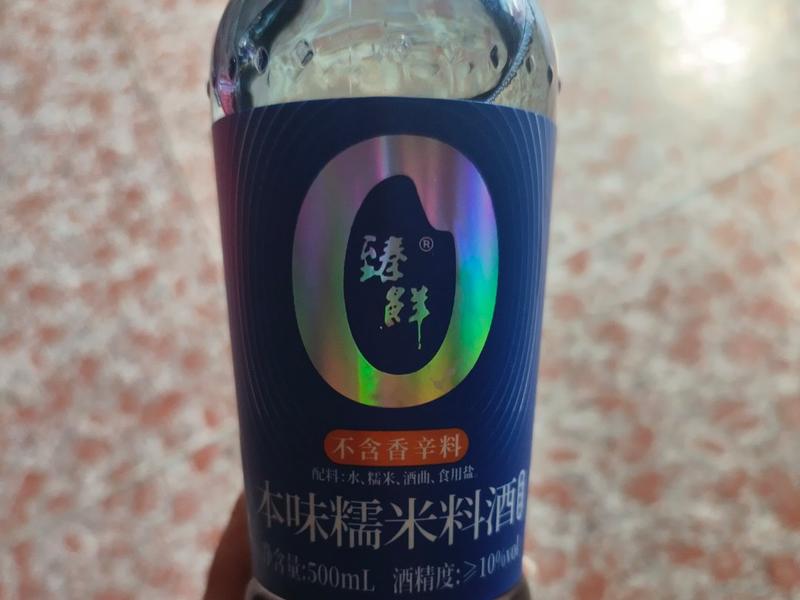 臻®
鲜
不含香辛料
配料:水、糯米、酒曲、食用盐
本味糯米料酒
净含量:500mL 酒精度:≥10%vol